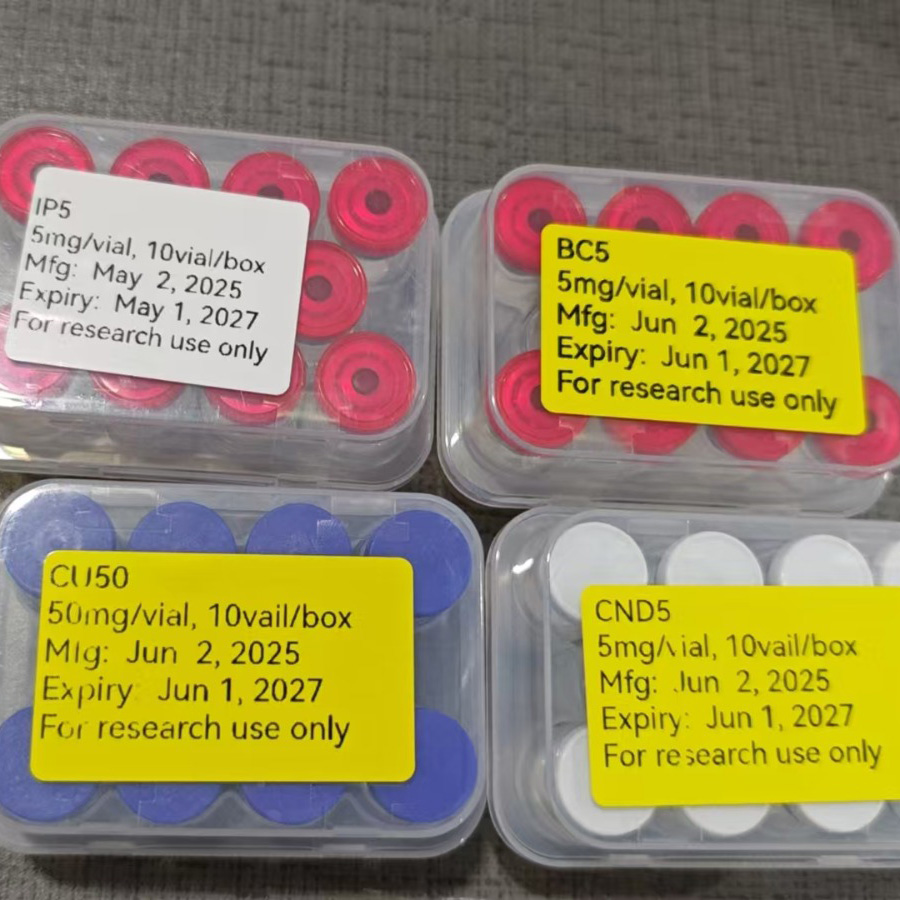 IP5
5mg/vial, 10vial/box
Mfg: May 2, 2025
Expiry: May 1, 2027
For research use only
BC5
5mg/vial, 10vial/box
Mfg: Jun 2, 2025
Expiry: Jun 1, 2027
For research use only
CU50
50mg/vial, 10vail/box
Mfg: Jun 2, 2025
Expiry: Jun 1, 2027
For research use only
CND5
5mg/vial, 10vail/box
Mfg: Jun 2, 2025
Expiry: Jun 1, 2027
For research use only